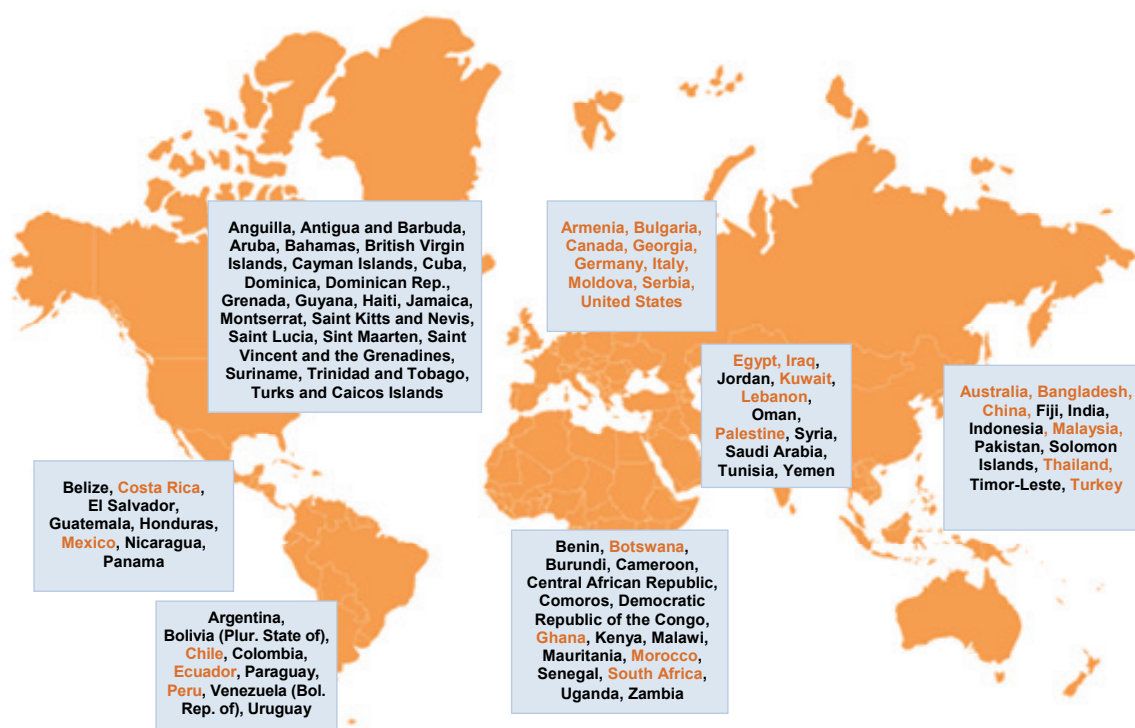 Anguilla, Antigua and Barbuda,
Aruba, Bahamas, British Virgin
Islands, Cayman Islands, Cuba,
Dominica, Dominican Rep.,
Grenada, Guyana, Haiti, Jamaica,
Montserrat, Saint Kitts and Nevis,
Saint Lucia, Sint Maarten, Saint
Vincent and the Grenadines,
Suriname, Trinidad and Tobago,
Turks and Caicos Islands
Armenia, Bulgaria,
Canada, Georgia,
Germany, Italy,
Moldova, Serbia,
United States
Egypt, Iraq,
Jordan, Kuwait,
Lebanon,
Oman,
Palestine, Syria,
Saudi Arabia,
Tunisia, Yemen
Australia, Bangladesh,
China, Fiji, India,
Indonesia, Malaysia,
Pakistan, Solomon
Islands, Thailand,
Timor-Leste, Turkey
Belize, Costa Rica,
El Salvador,
Guatemala, Honduras,
Mexico, Nicaragua,
Panama
Benin, Botswana,
Burundi, Cameroon,
Central African Republic,
Comoros, Democratic
Republic of the Congo,
Ghana, Kenya, Malawi,
Mauritania, Morocco,
Senegal, South Africa,
Uganda, Zambia
Argentina,
Bolivia (Plur. State of),
Chile, Colombia,
Ecuador, Paraguay,
Peru, Venezuela (Bol.
Rep. of), Uruguay